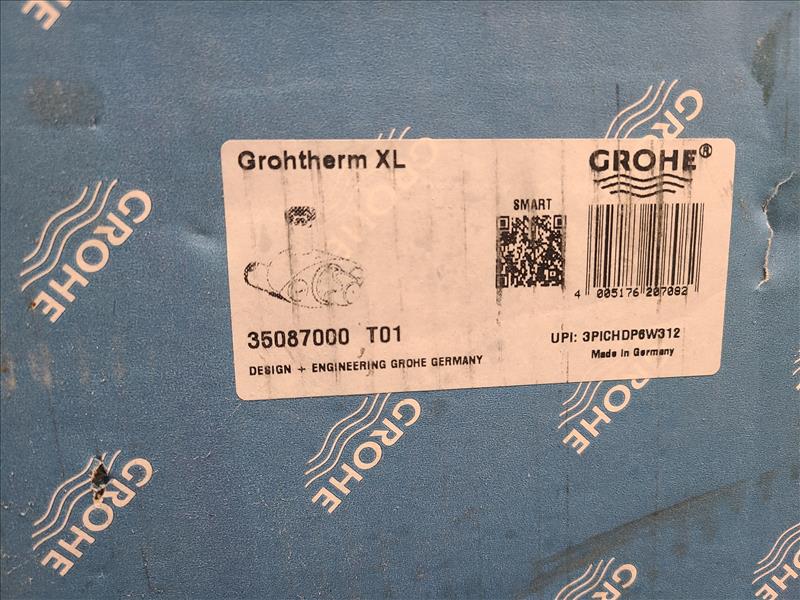 Grohtherm XL
GROHE®
SMART
4 005176 207082
35087000 T01
UPI: 3PICHDP6W312
Made in Germany
DESIGN + ENGINEERING GROHE GERMANY
GROHE
GROHE
GROHE
GROHE
GROHE
GROHE